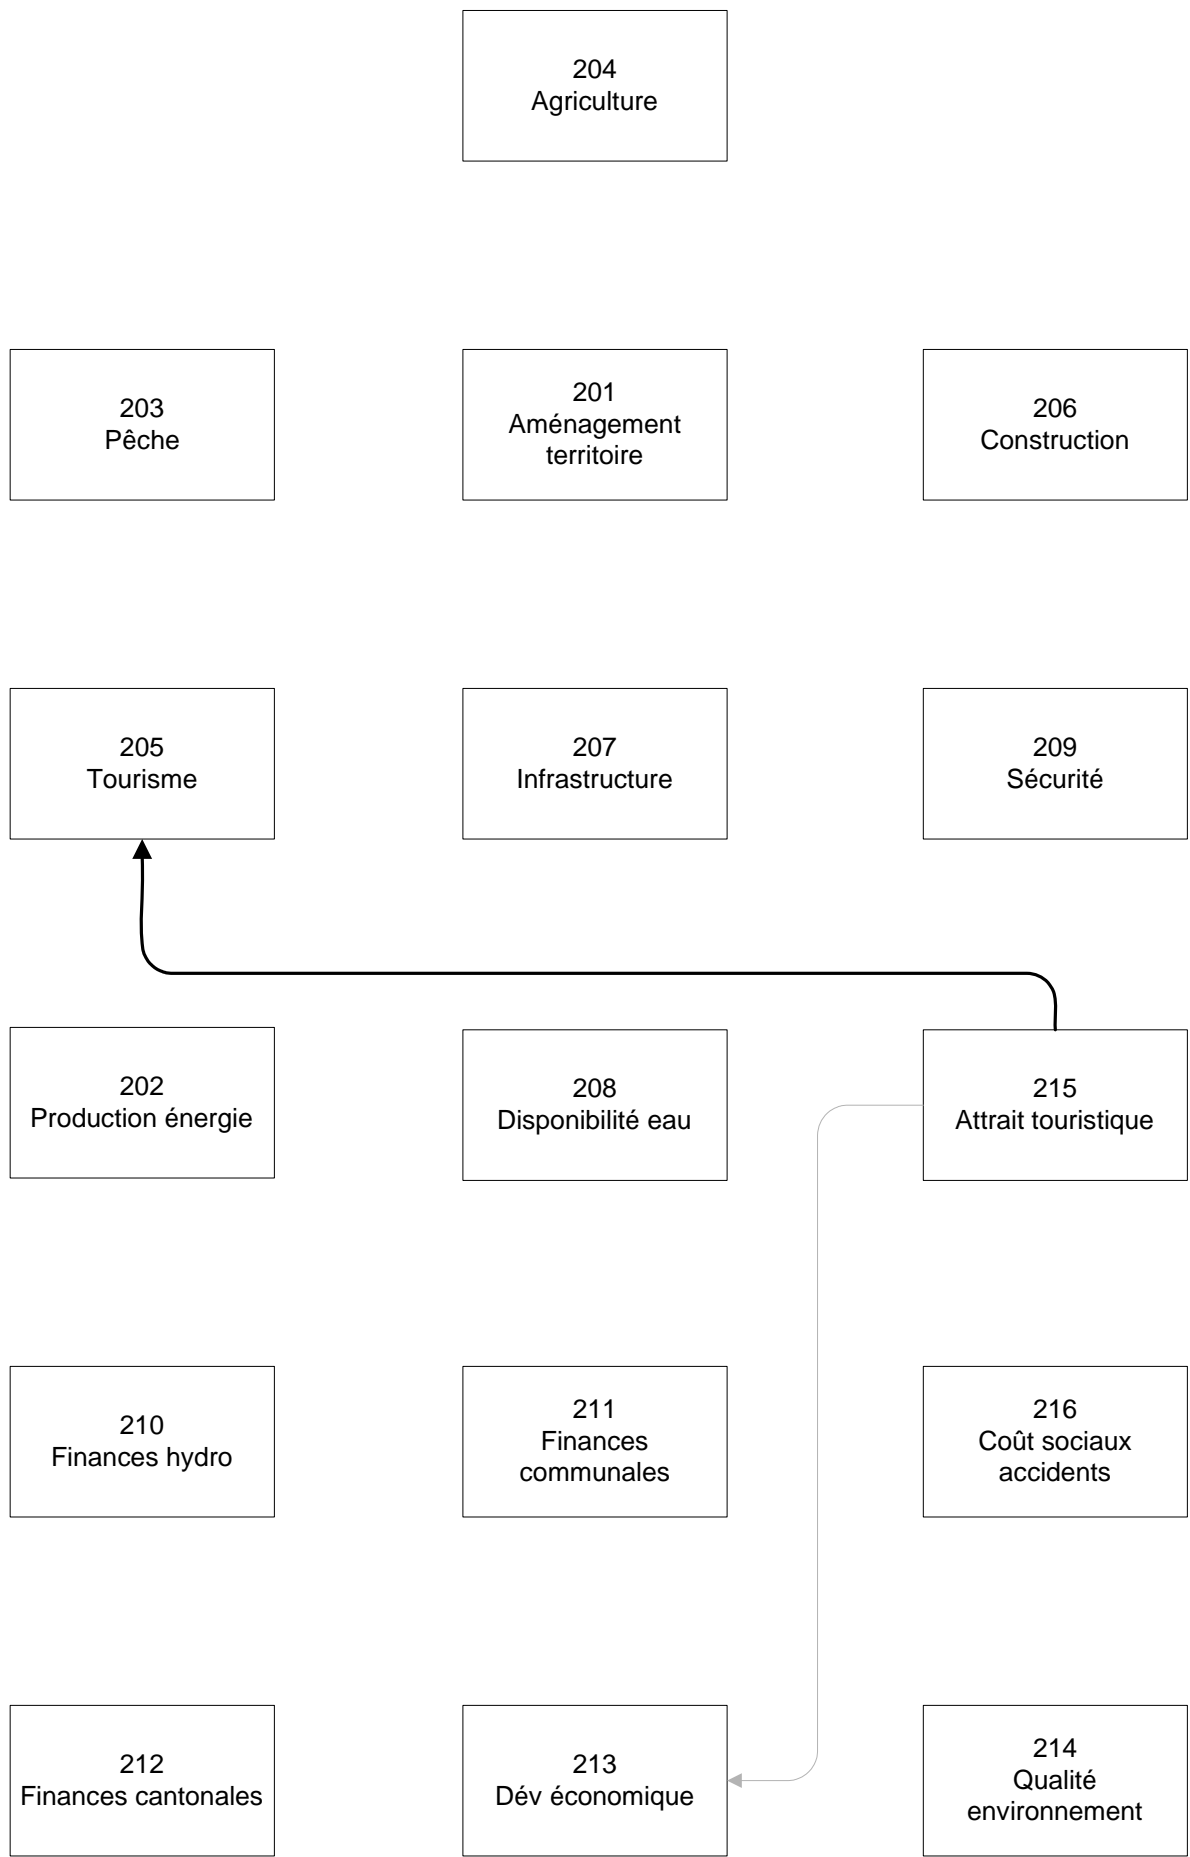 204
Agriculture
203
Pêche
201
Aménagement
territoire
206
Construction
205
Tourisme
207
Infrastructure
209
Sécurité
202
Production énergie
208
Disponibilité eau
215
Attrait touristique
210
Finances hydro
211
Finances
communales
216
Coût sociaux
accidents
212
Finances cantonales
213
Dév économique
214
Qualité
environnement